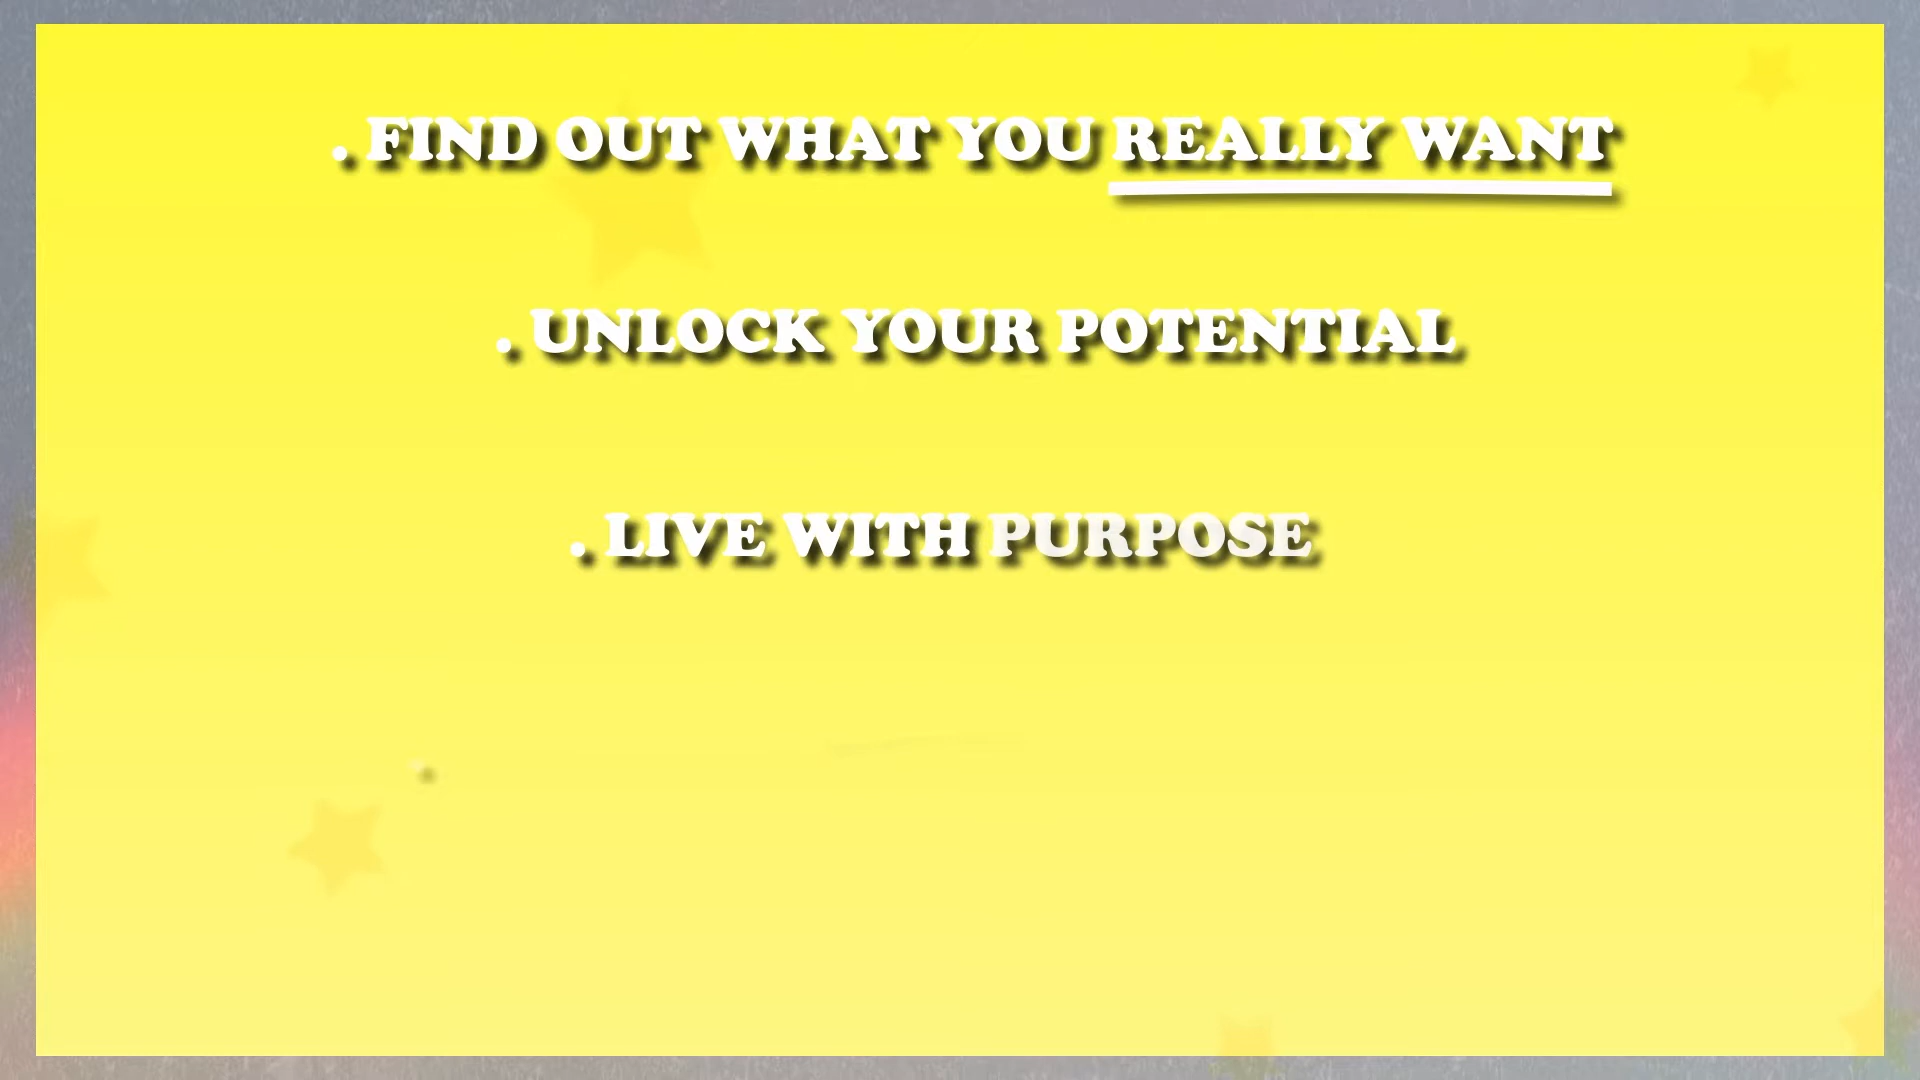 . FIND OUT WHAT YOU REALLY WANT
. UNLOCK YOUR POTENTIAL
. LIVE WITH PURPOSE